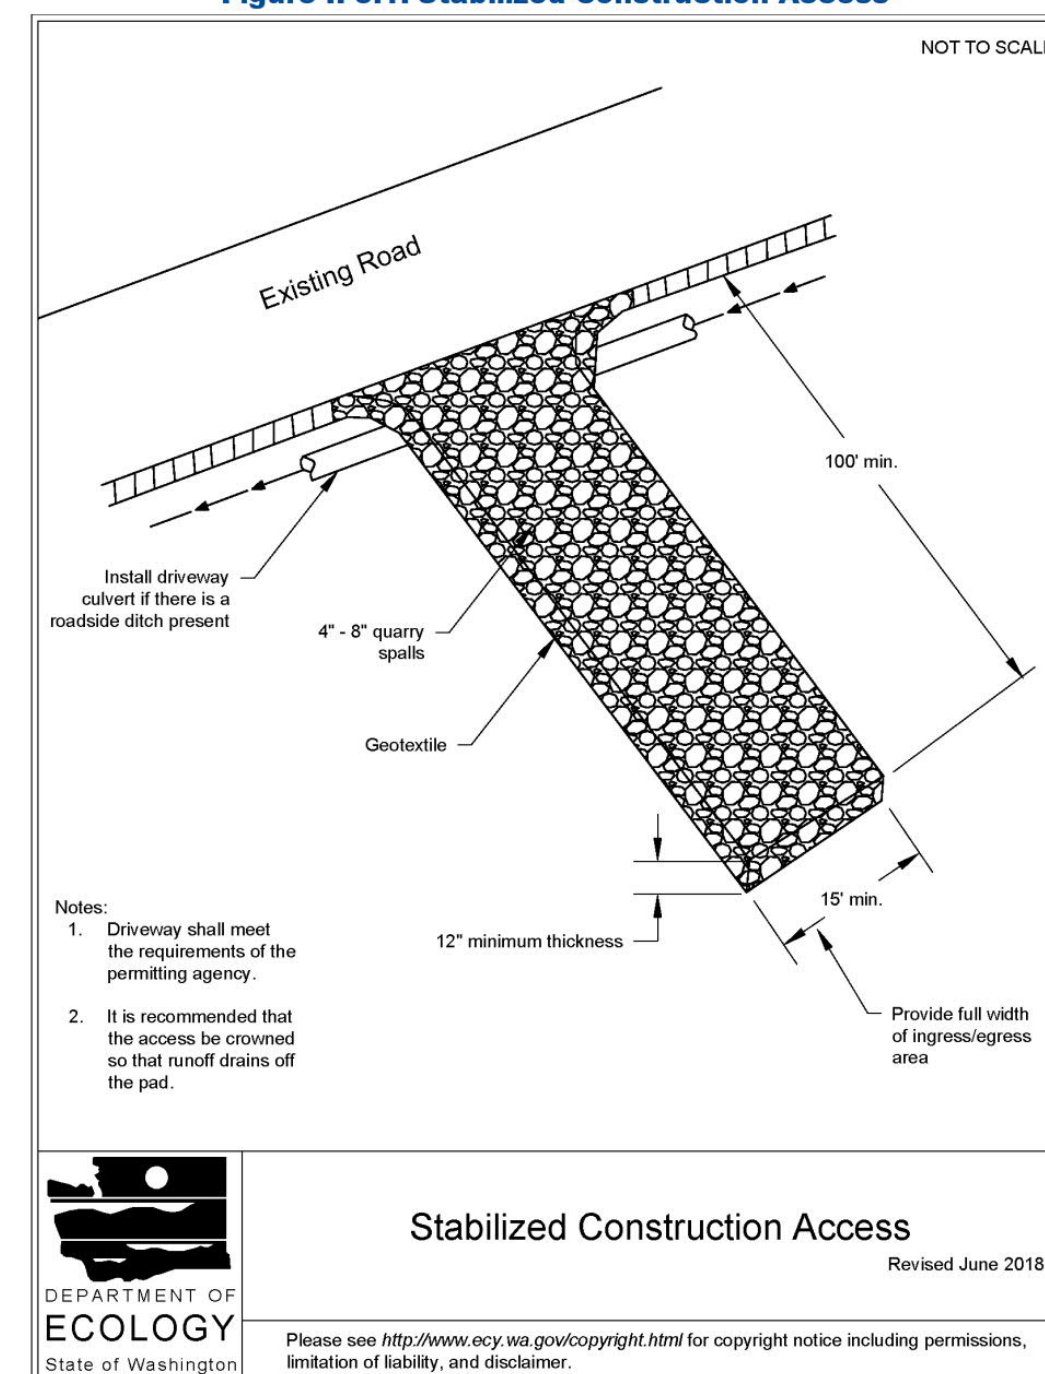 Stabilized Construction Access
NOT TO SCAL
Existing Road
100' min.
Install driveway
culvert if there is a
roadside ditch present
4" - 8" quarry
spalls
Geotextile
12" minimum thickness
15' min.
Provide full width
of ingress/egress
area
Notes:
1. Driveway shall meet
the requirements of the
permitting agency.
2. It is recommended that
the access be crowned
so that runoff drains off
the pad.
DEPARTMENT OF
ECOLOGY
State of Washington
Stabilized Construction Access
Revised June 2018
Please see http://www.ecy.wa.gov/copyright.html for copyright notice including permissions,
limitation of liability, and disclaimer.